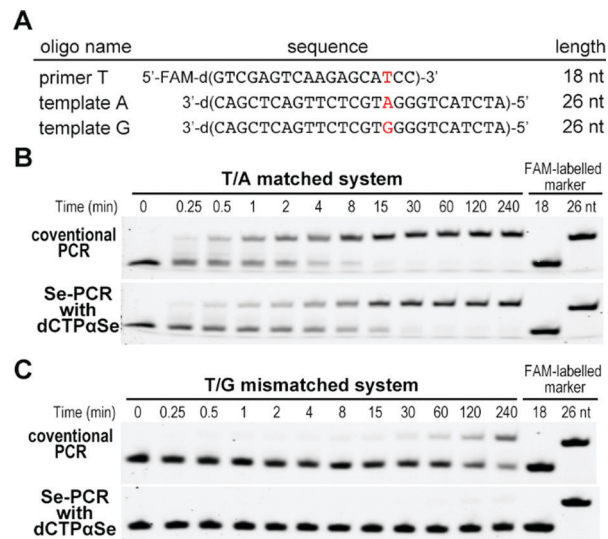 A
oligo name sequence length
primer T 5'-FAM-d(GTCGAGTCAAGAGCATCC)-3' 18 nt
template A 3'-d(CAGCTCAGTTCTCGTAGGGTCATCTA)-5' 26 nt
template G 3'-d(CAGCTCAGTTCTCGTGGGGTCATCTA)-5' 26 nt
B
T/A matched system FAM-labelled marker
Time (min) 0 0.25 0.5 1 2 4 8 15 30 60 120 240 18 26 nt
coventional PCR
Se-PCR with dCTPαSe
C
T/G mismatched system FAM-labelled marker
Time (min) 0 0.25 0.5 1 2 4 8 15 30 60 120 240 18 26 nt
coventional PCR
Se-PCR with dCTPαSe